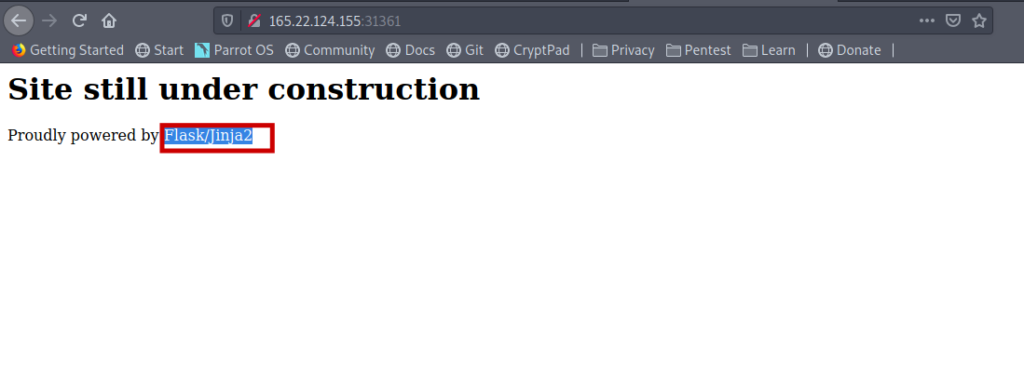 165.22.124.155:31361
Getting Started Start Parrot OS Community Docs Git CryptPad | Privacy Pentest Learn | Donate |
Site still under construction
Proudly powered by Flask/Jinja2